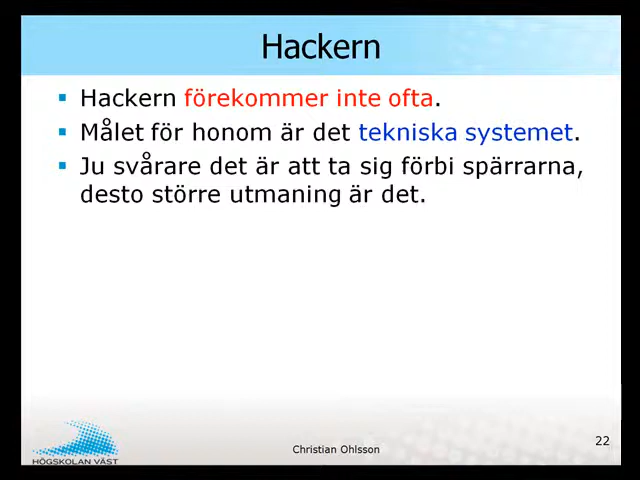 Hackern
Hackern förekommer inte ofta.
Målet för honom är det tekniska systemet.
Ju svårare det är att ta sig förbi spärrarna,
desto större utmaning är det.
HÖGSKOLAN VÄST
Christian Ohlsson
22